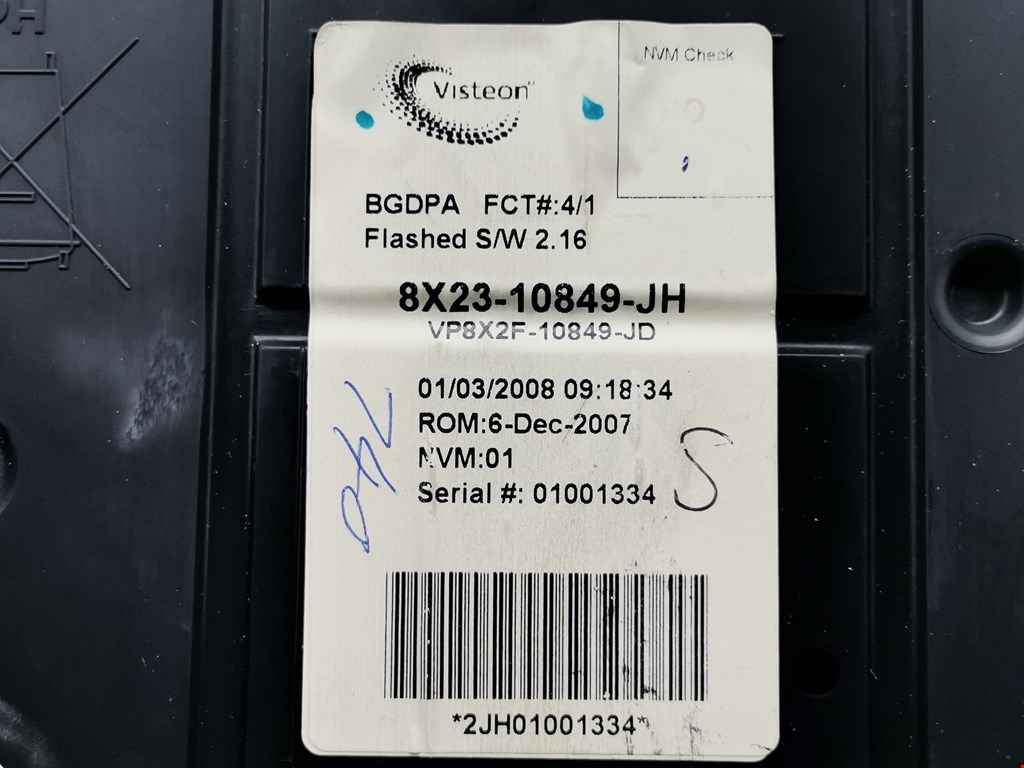 Visteon
NVM Check
OK
BGDPA FCT#:4/1
Flashed S/W 2.16
8X23-10849-JH
VP8X2F-10849-JD
01/03/2008 09:18:34
ROM:6-Dec-2007
NVM:01
Serial #: 01001334
S
*2JH01001334*